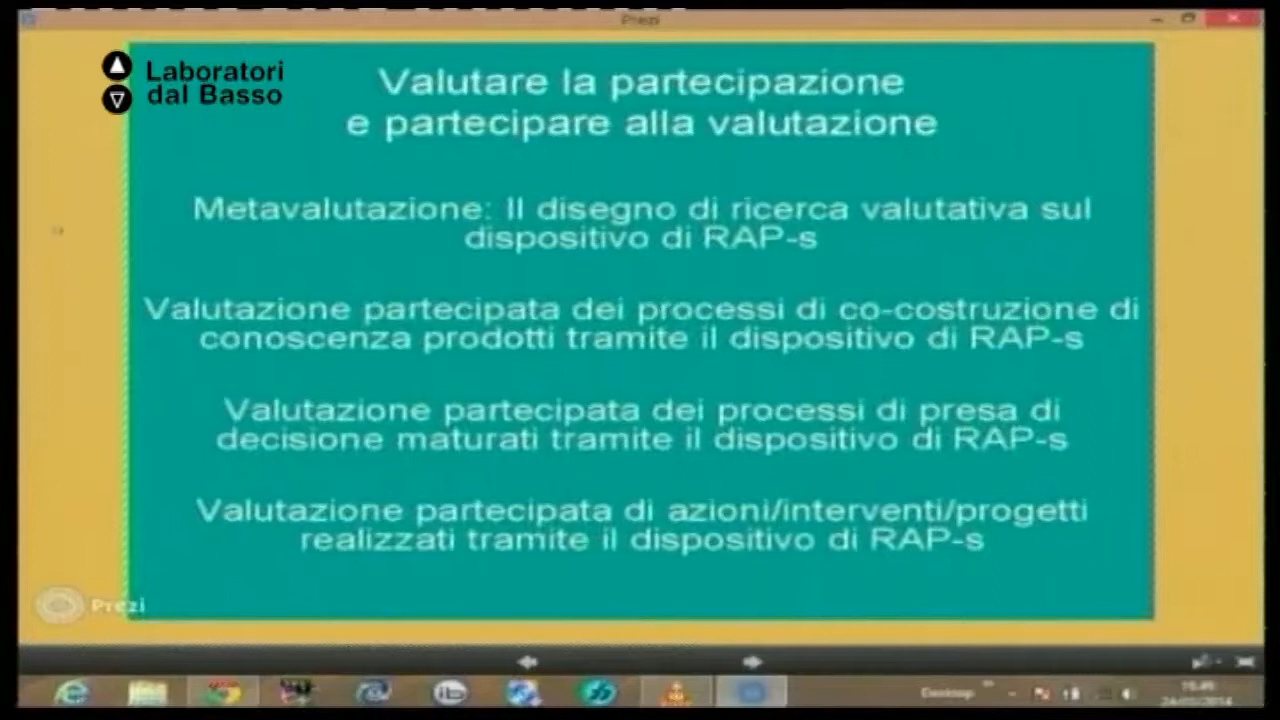 Prezi
Laboratori
dal Basso
Valutare la partecipazione
e partecipare alla valutazione
Metavalutazione: Il disegno di ricerca valutativa sul
dispositivo di RAP-s
Valutazione partecipata dei processi di co-costruzione di
conoscenza prodotti tramite il dispositivo di RAP-s
Valutazione partecipata dei processi di presa di
decisione maturati tramite il dispositivo di RAP-s
Valutazione partecipata di azioni/interventi/progetti
realizzati tramite il dispositivo di RAP-s
Prezi
Desktop